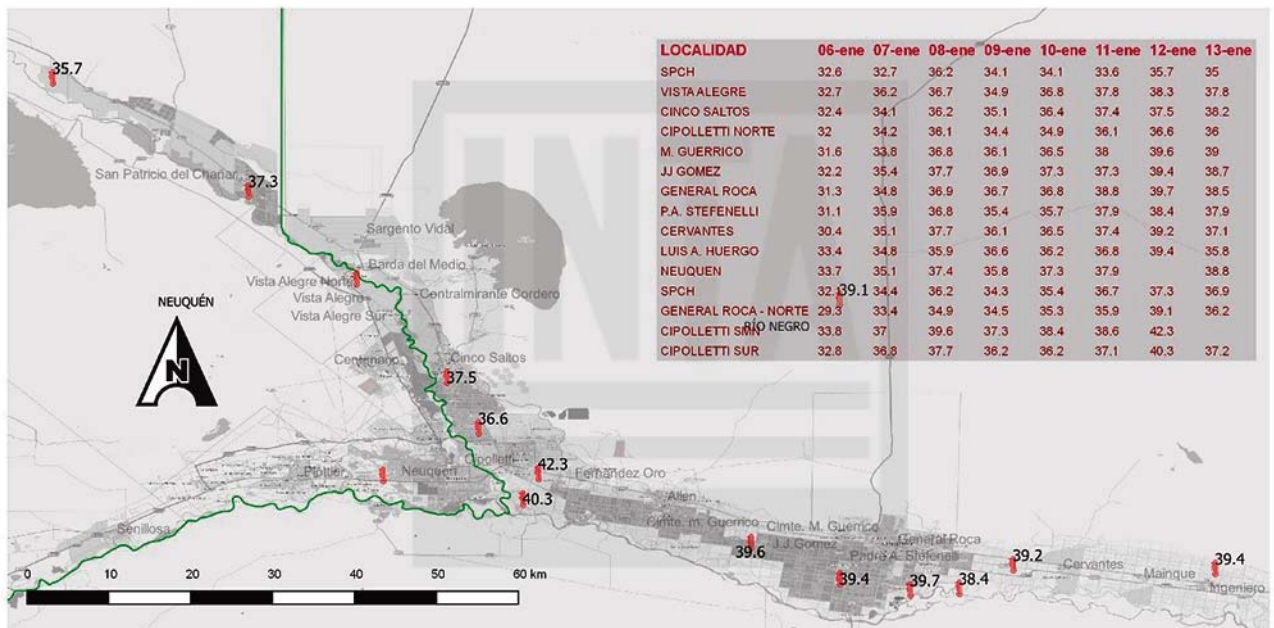 LOCALIDAD 06-ene 07-ene 08-ene 09-ene 10-ene 11-ene 12-ene 13-ene
SPCH 32.6 32.7 36.2 34.1 34.1 33.6 35.7 35
VISTA ALEGRE 32.7 36.2 36.7 34.9 36.8 37.8 38.3 37.8
CINCO SALTOS 32.4 34.1 36.2 35.1 36.4 37.4 37.5 38.2
CIPOLLETTI NORTE 32 34.2 36.1 34.4 34.9 36.1 36.6 36
M. GUERRICO 31.6 33.8 36.8 36.1 36.5 38 39.6 39
JJ GOMEZ 32.2 35.4 37.7 36.9 37.3 37.3 39.4 38.7
GENERAL ROCA 31.3 34.8 36.9 36.7 36.8 38.8 39.7 38.5
P.A. STEFENELLI 31.1 35.9 36.8 35.4 35.7 37.9 38.4 37.9
CERVANTES 30.4 35.1 37.7 36.1 36.5 37.4 39.2 37.1
LUIS A. HUERGO 33.4 34.8 35.9 36.6 36.2 36.8 39.4 35.8
NEUQUEN 33.7 35.1 37.4 35.8 37.3 37.9 38.8
SPCH 34.4 36.2 34.3 35.4 36.7 37.3 36.9
GENERAL ROCA - NORTE 29.3 33.4 34.9 34.5 35.3 35.9 39.1 36.2
CIPOLLETTI SMN 33.8 37 39.6 37.3 38.4 38.6 42.3
CIPOLLETTI SUR 32.8 36.8 37.7 36.2 36.2 37.1 40.3 37.2
39.1
RÍO NEGRO
INTA
35.7
San Patricio del Chañar
37.3
Sargento Vidal
Barda del Medio
Vista Alegre Norte
Vista Alegre
Contralmirante Cordero
Vista Alegre Sur
NEUQUÉN
N
Centenario
Cinco Saltos
37.5
36.6
Cipolletti
42.3
Fernández Oro
Plottier
Neuquén
40.3
Allen
Senillosa
Cimte. m. Guerrico
Cimte. M. Guerrico
39.6
J.J. Gomez
General Roca
Padre A. Stefenelli
39.4
39.7
38.4
39.2
Cervantes
Mainque
39.4
Ingeniero
0 10 20 30 40 50 60 km